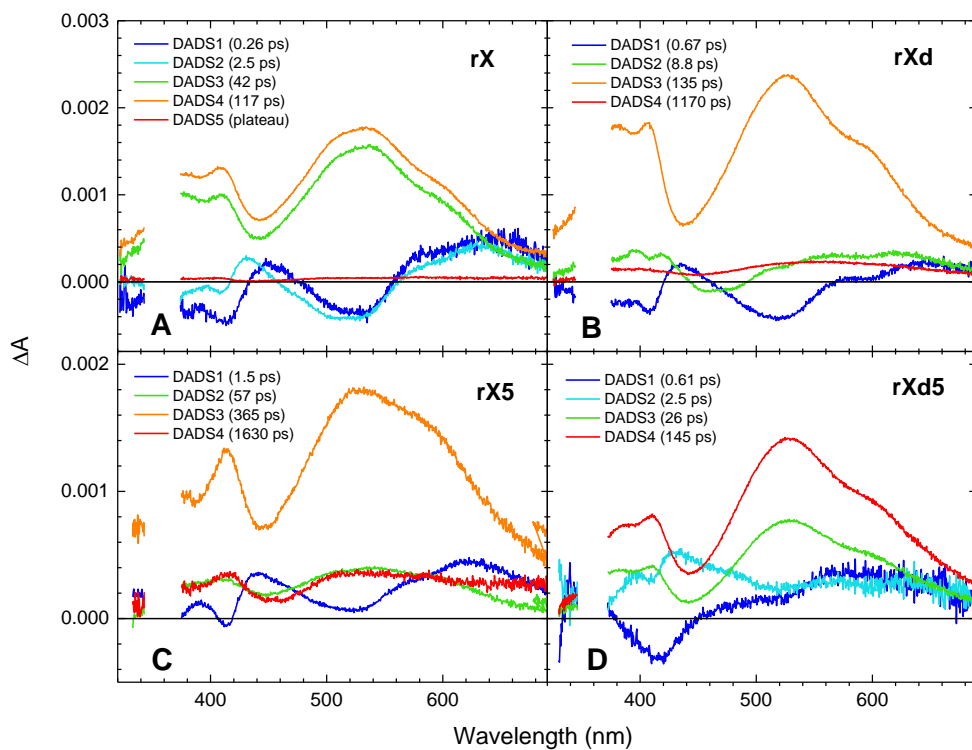 0.003
DADS1 (0.26 ps)
DADS2 (2.5 ps)
DADS3 (42 ps)
DADS4 (117 ps)
DADS5 (plateau)
rX
DADS1 (0.67 ps)
DADS2 (8.8 ps)
DADS3 (135 ps)
DADS4 (1170 ps)
rXd
0.002
0.001
0.000
A
B
ΔA
0.002
DADS1 (1.5 ps)
DADS2 (57 ps)
DADS3 (365 ps)
DADS4 (1630 ps)
rX5
DADS1 (0.61 ps)
DADS2 (2.5 ps)
DADS3 (26 ps)
DADS4 (145 ps)
rXd5
0.001
0.000
C
D
400 500 600 400 500 600
Wavelength (nm)